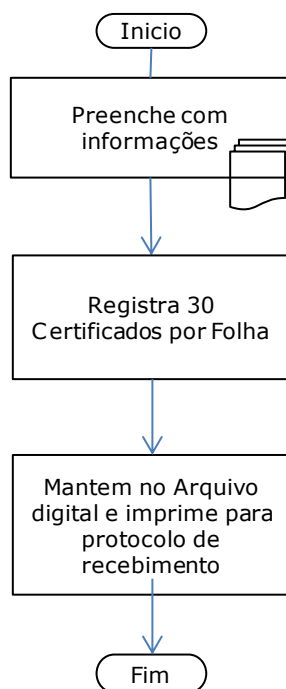 Inicio
Preenche com
informações
Registra 30
Certificados por Folha
Mantem no Arquivo
digital e imprime para
protocolo de
recebimento
Fim